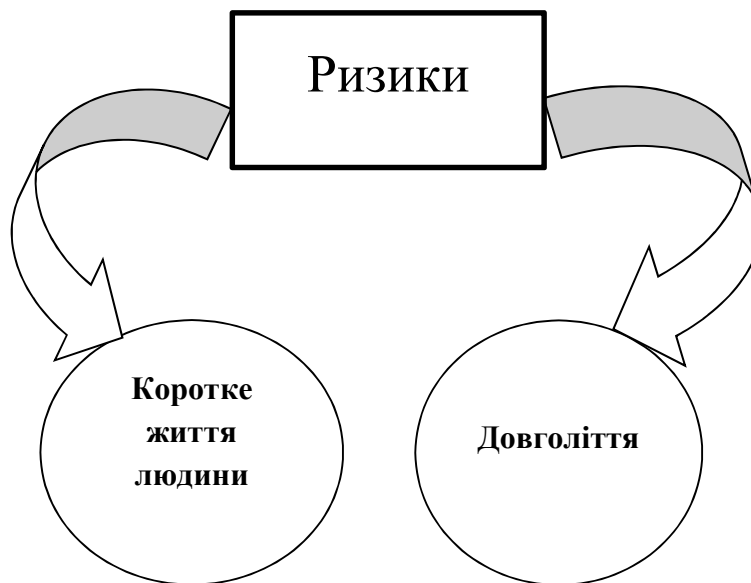 Ризики
Коротке
життя
людини
Довголіття